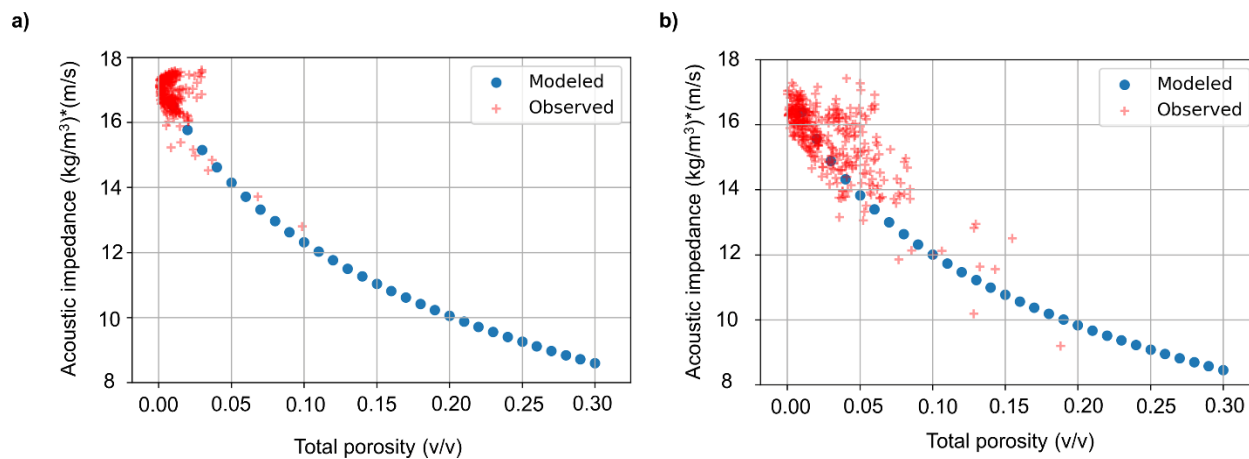 a)
18
16
14
12
10
8
Acoustic impedance (kg/m³)*(m/s)
Modeled
Observed
0.00 0.05 0.10 0.15 0.20 0.25 0.30
Total porosity (v/v)
b)
18
16
14
12
10
8
Acoustic impedance (kg/m³)*(m/s)
Modeled
Observed
0.00 0.05 0.10 0.15 0.20 0.25 0.30
Total porosity (v/v)